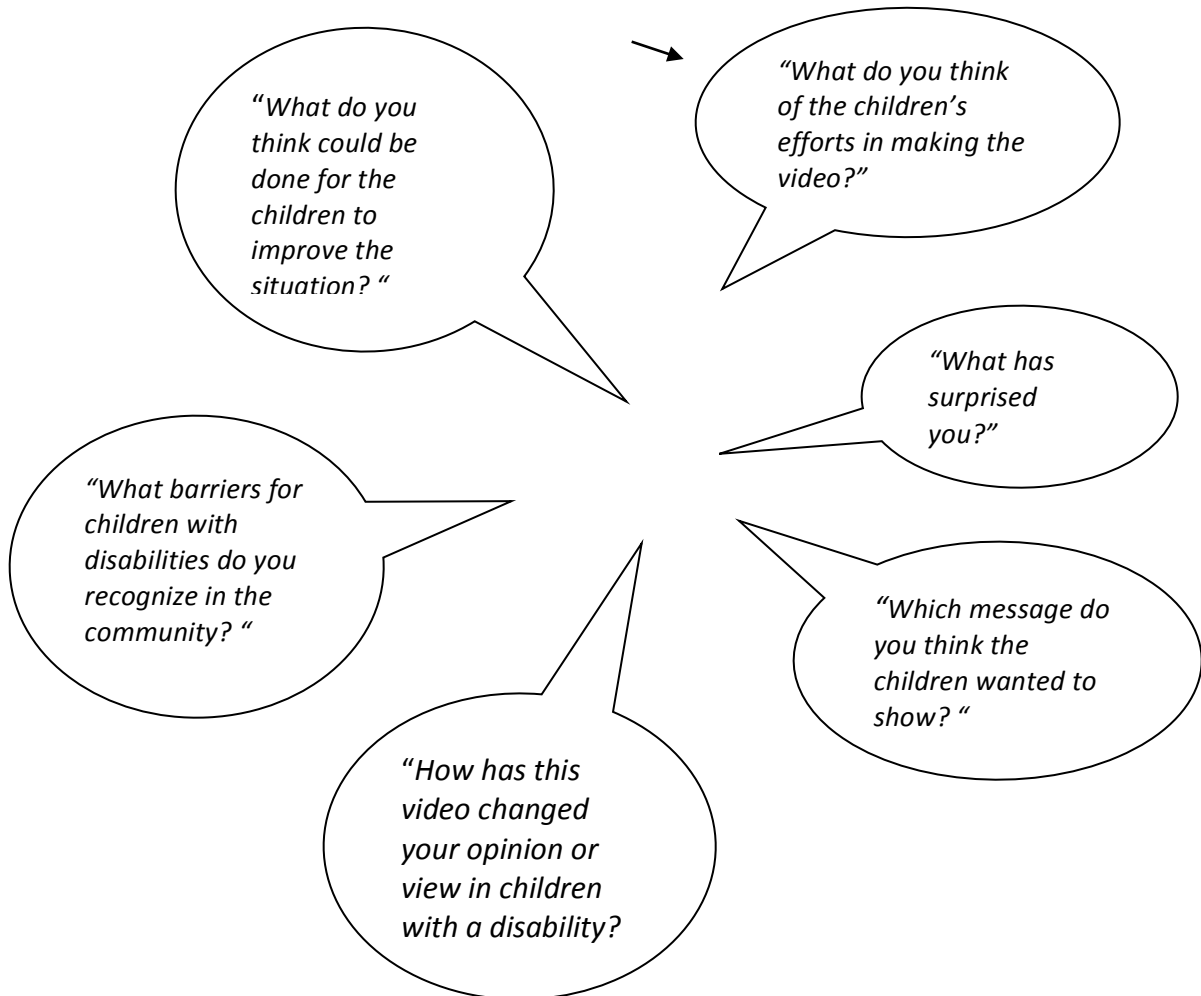 “What do you
think could be
done for the
children to
improve the
situation? “
“What do you think
of the children’s
efforts in making the
video?”
“What has
surprised
you?”
“Which message do
you think the
children wanted to
show? “
“How has this
video changed
your opinion or
view in children
with a disability?
“What barriers for
children with
disabilities do you
recognize in the
community? “